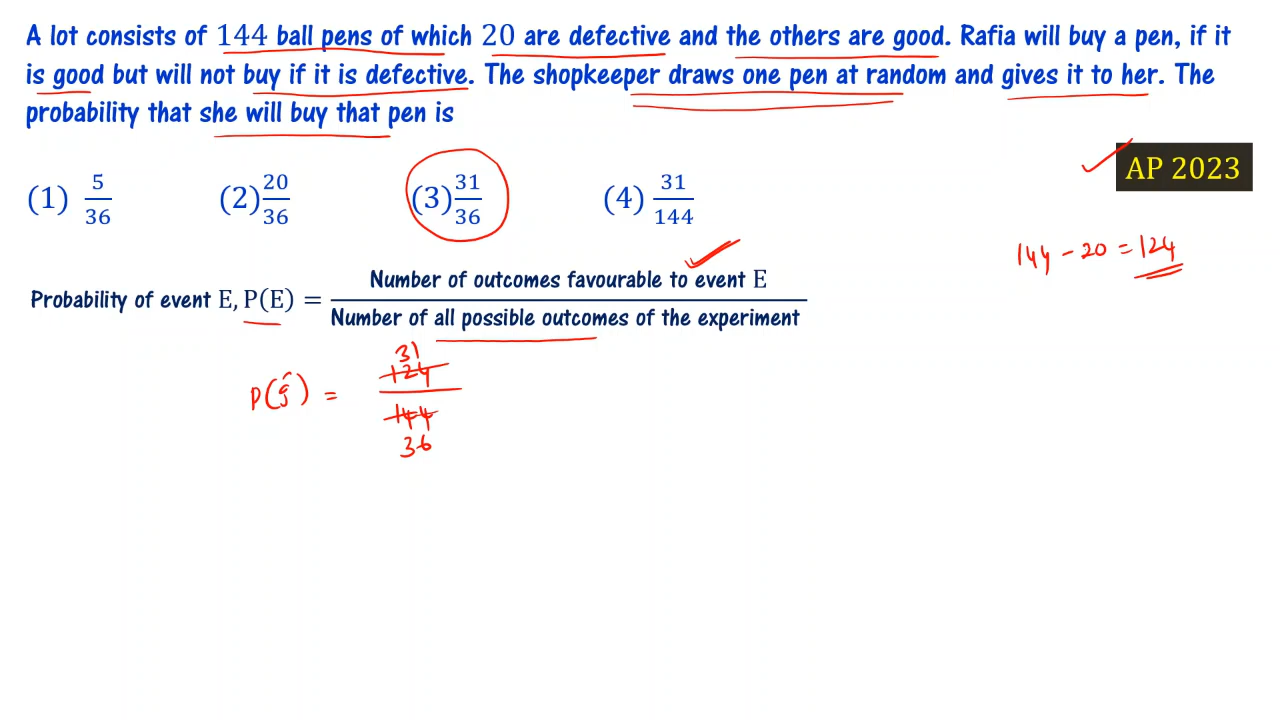 A lot consists of 144 ball pens of which 20 are defective and the others are good. Rafia will buy a pen, if it
is good but will not buy if it is defective. The shopkeeper draws one pen at random and gives it to her. The
probability that she will buy that pen is
AP 2023
(1) 5/36 (2) 20/36 (3) 31/36 (4) 31/144
144 - 20 = 124
Number of outcomes favourable to event E
Probability of event E, P(E) =
Number of all possible outcomes of the experiment
31
124
P(g) =
144
36